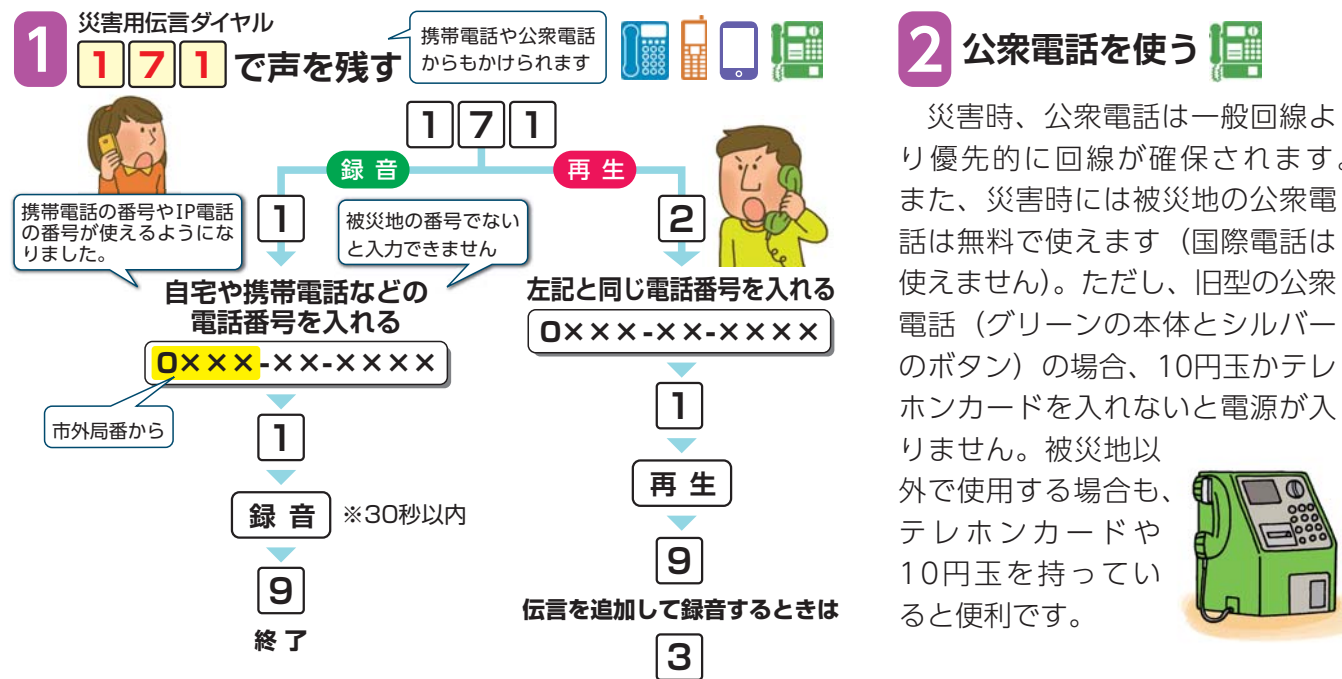 1
災害用伝言ダイヤル
171で声を残す
携帯電話や公衆電話
からもかけられます
171
録音
再生
携帯電話の番号やIP電話
の番号が使えるようにな
りました。
1
被災地の番号でない
と入力できません
自宅や携帯電話などの
電話番号を入れる
0×××-××-××××
市外局番から
1
録音
※30秒以内
9
終了
2
左記と同じ電話番号を入れる
0×××-××-××××
1
再生
9
伝言を追加して録音するときは
3
2
公衆電話を使う
災害時、公衆電話は一般回線よ
り優先的に回線が確保されます。
また、災害時には被災地の公衆電
話は無料で使えます（国際電話は
使えません）。ただし、旧型の公衆
電話（グリーンの本体とシルバー
のボタン）の場合、10円玉かテレ
ホンカードを入れないと電源が入
りません。被災地以
外で使用する場合も、
テレホンカードや
10円玉を持ってい
ると便利です。